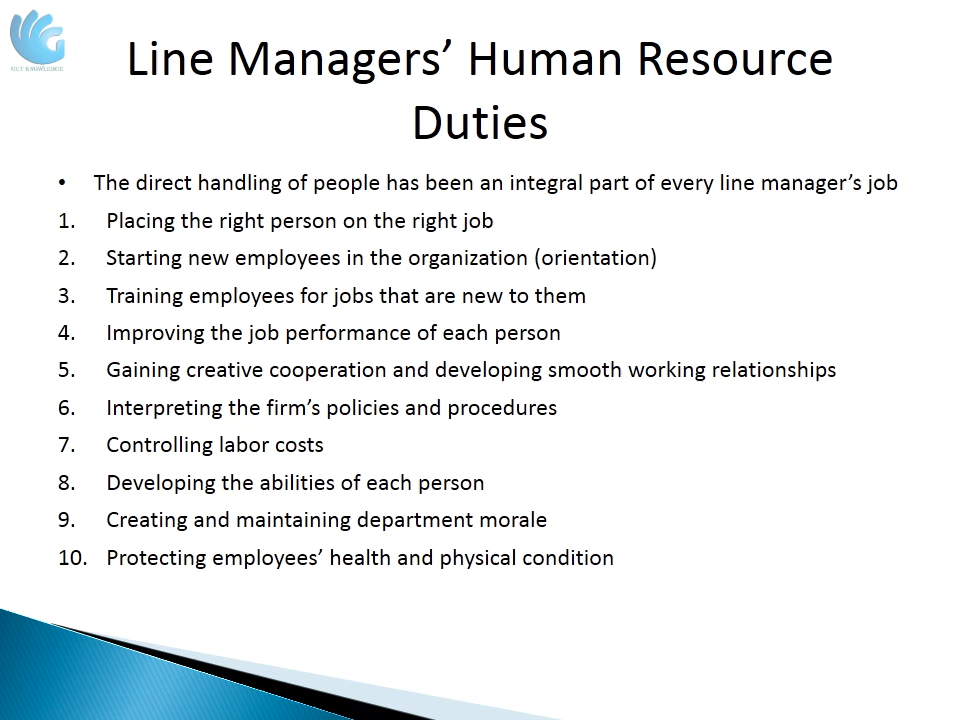 GUT KNOWLEDGE
Line Managers’ Human Resource
Duties
• The direct handling of people has been an integral part of every line manager’s job
1. Placing the right person on the right job
2. Starting new employees in the organization (orientation)
3. Training employees for jobs that are new to them
4. Improving the job performance of each person
5. Gaining creative cooperation and developing smooth working relationships
6. Interpreting the firm’s policies and procedures
7. Controlling labor costs
8. Developing the abilities of each person
9. Creating and maintaining department morale
10. Protecting employees’ health and physical condition